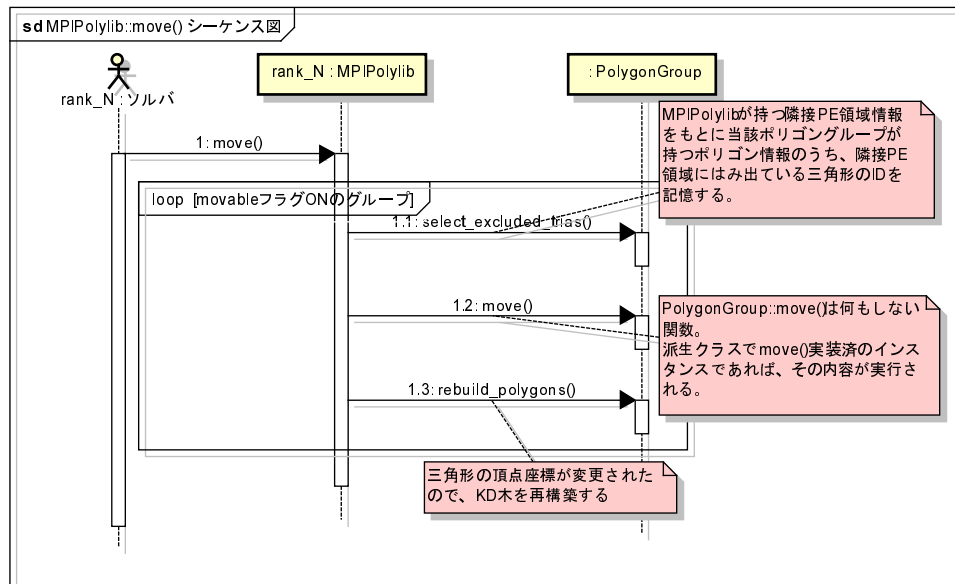 sd MPIPolylib::move() シーケンス図
rank_N : ソルバ
rank_N : MPIPolylib
: PolygonGroup
MPIPolylibが持つ隣接PE領域情報
をもとに当該ポリゴングループが
持つポリゴン情報のうち、隣接PE
領域にはみ出ている三角形のIDを
記憶する。
1: move()
loop [movableフラグONのグループ]
1.1: select_excluded_trias()
1.2: move()
PolygonGroup::move()は何もしない
関数。
派生クラスでmove()実装済のインス
タンスであれば、その内容が実行さ
れる。
1.3: rebuild_polygons()
三角形の頂点座標が変更された
ので、KD木を再構築する